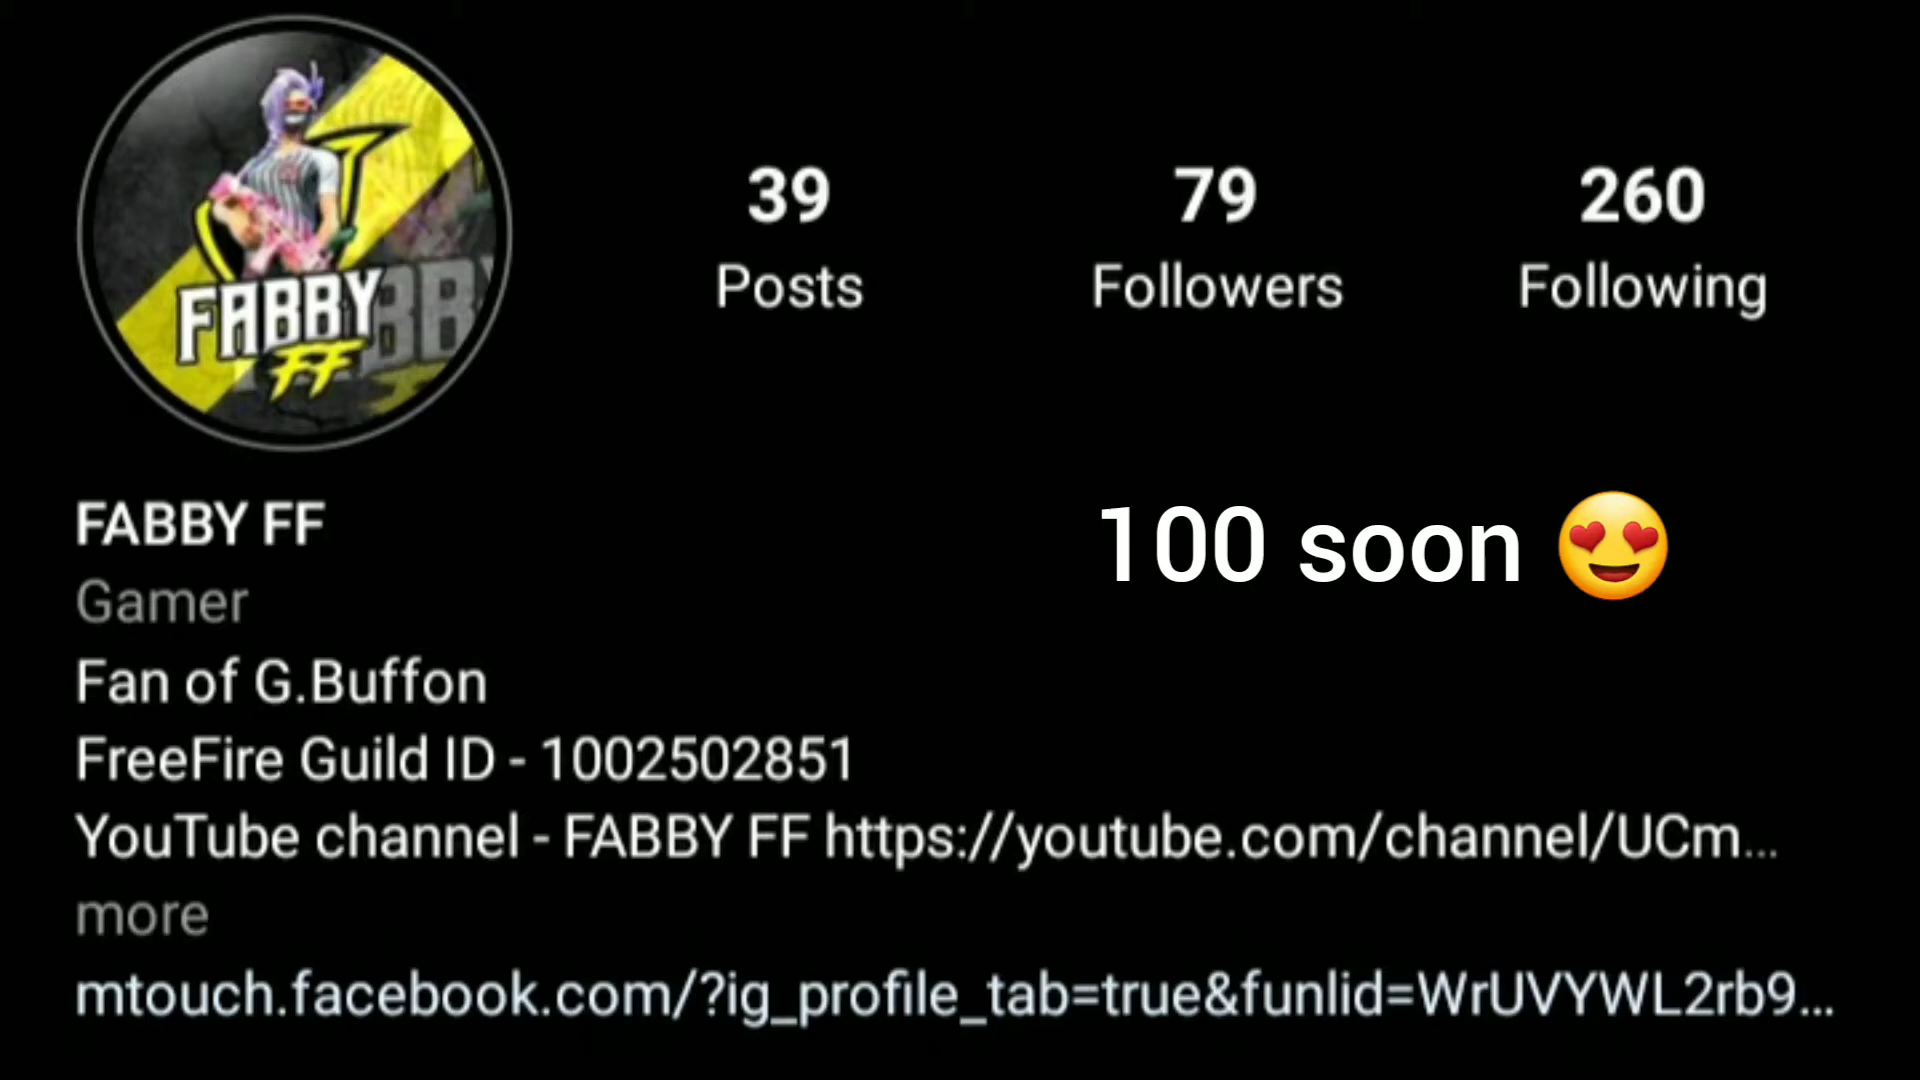 FABBY
FF
39
Posts
79
Followers
260
Following
FABBY FF
100 soon 😍
Gamer
Fan of G.Buffon
FreeFire Guild ID - 1002502851
YouTube channel - FABBY FF https://youtube.com/channel/UCm...
more
mtouch.facebook.com/?ig_profile_tab=true&funlid=WrUVYWL2rb9...